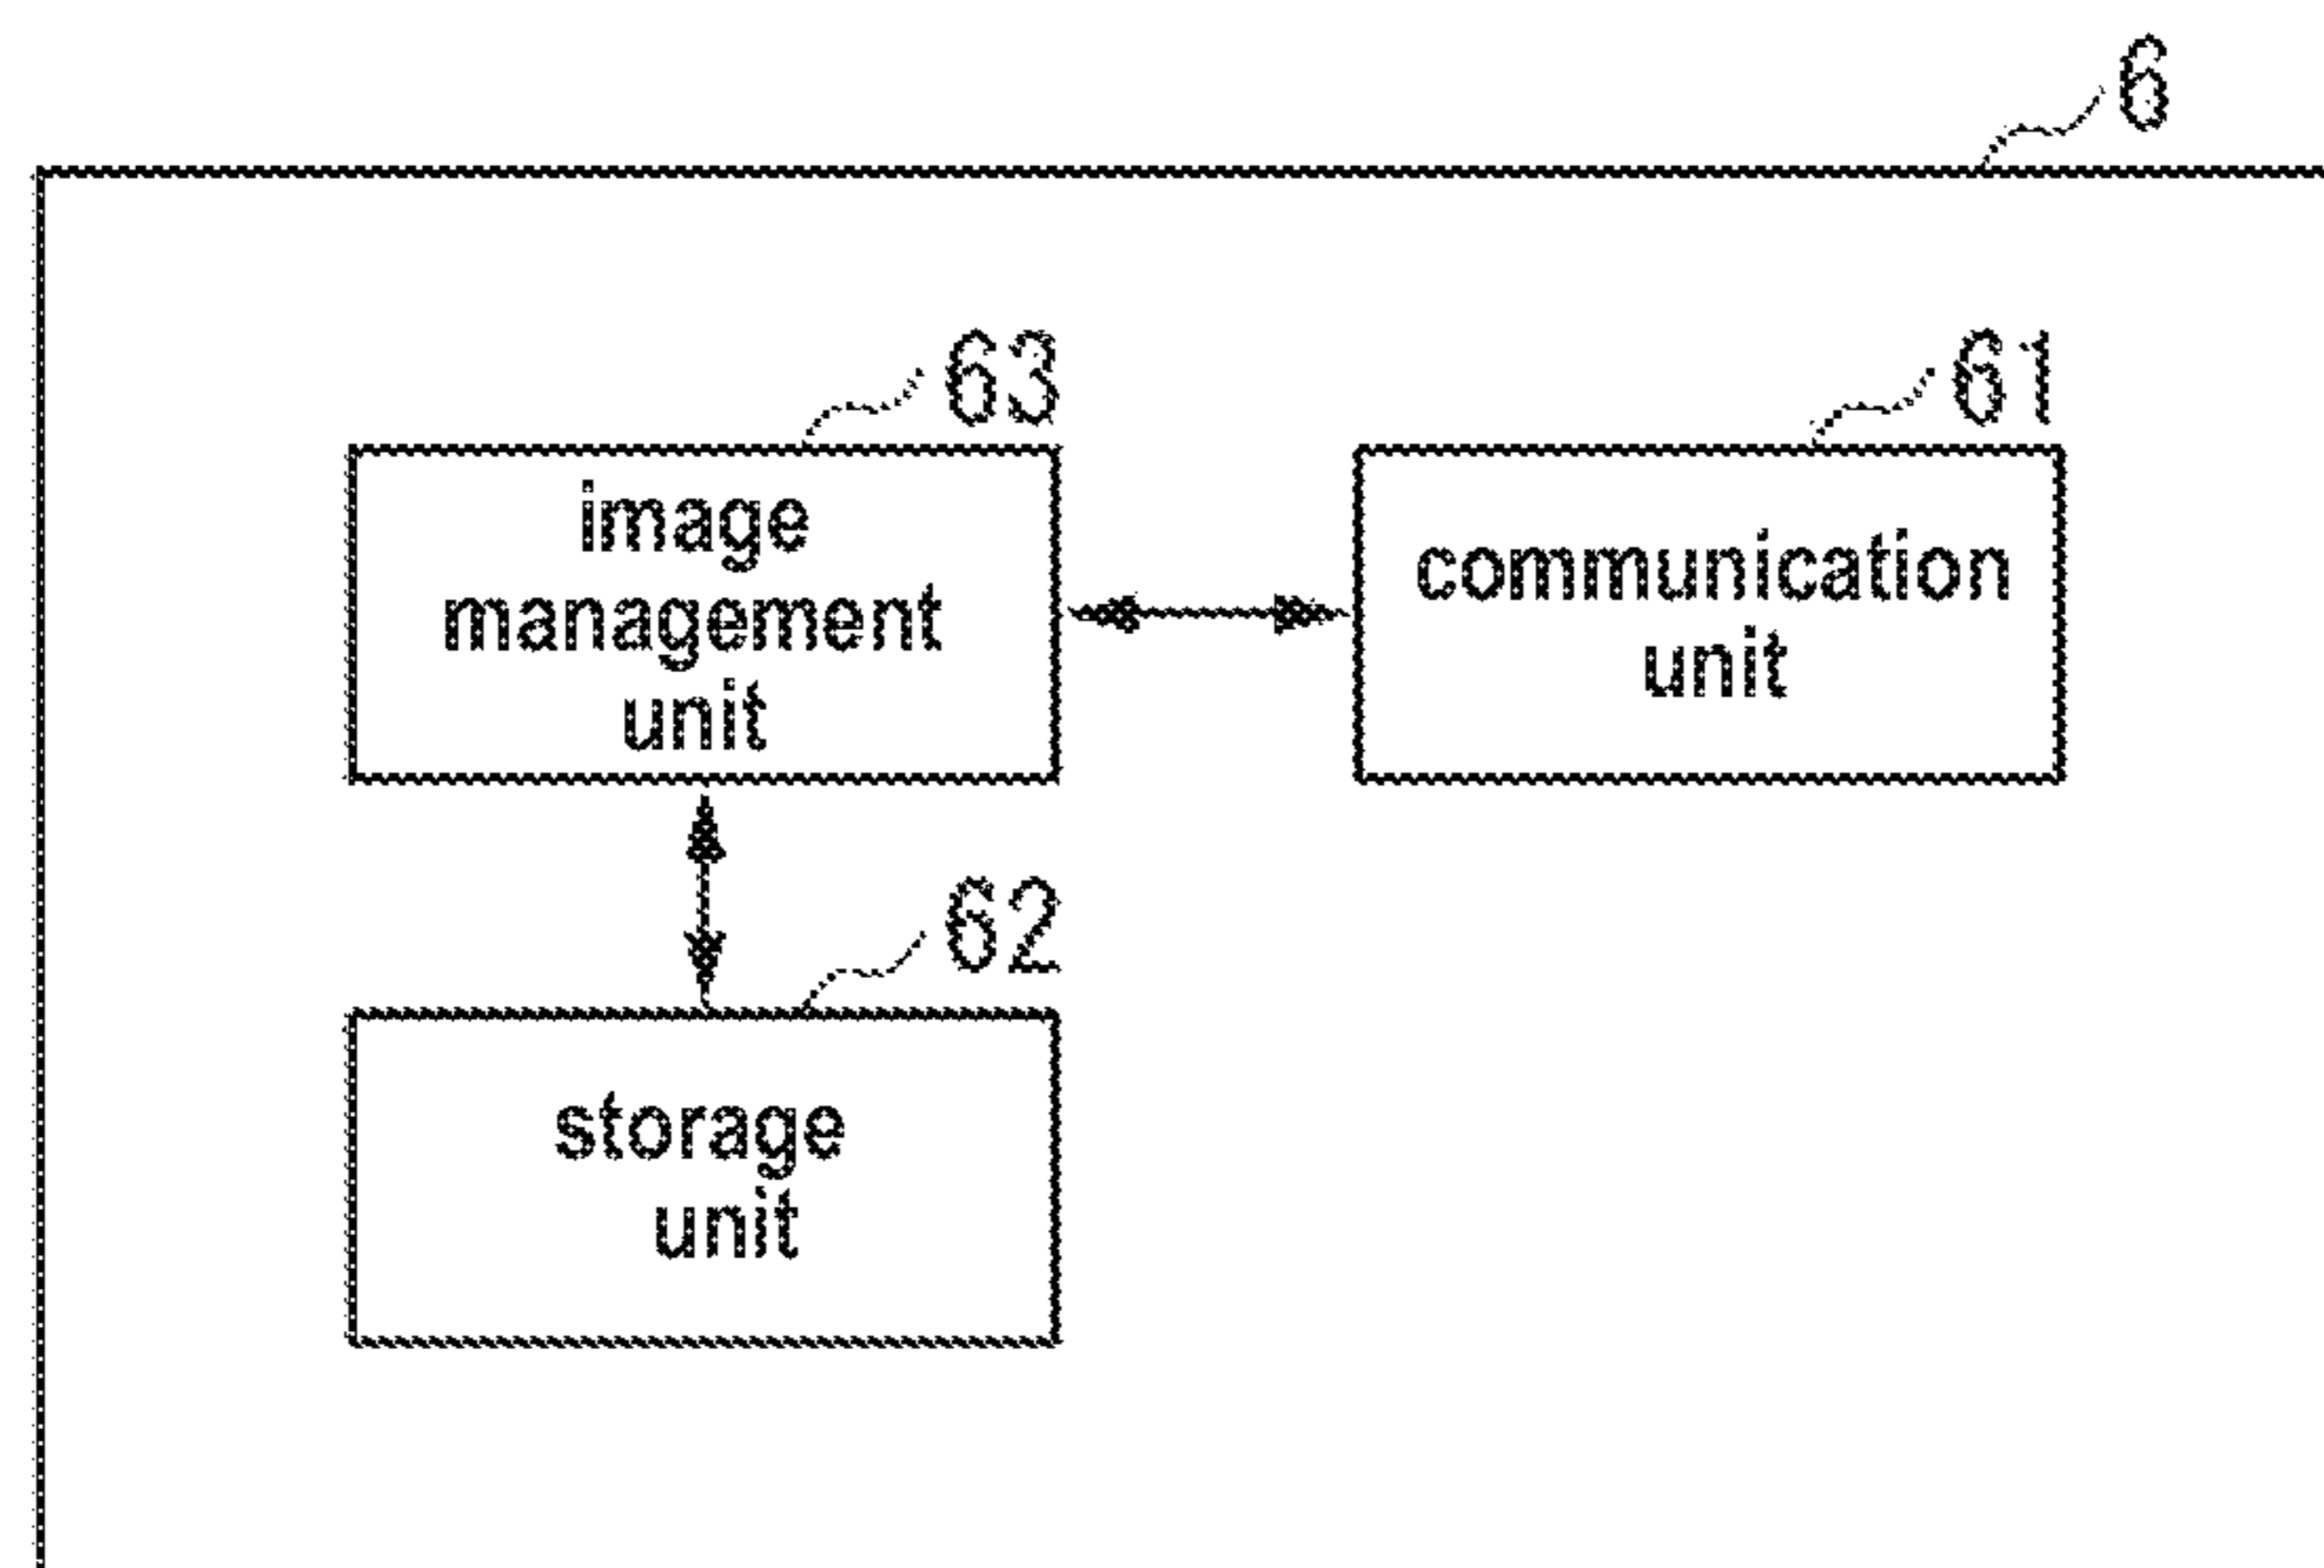 6
63
61
image
management
unit
communication
unit
62
storage
unit